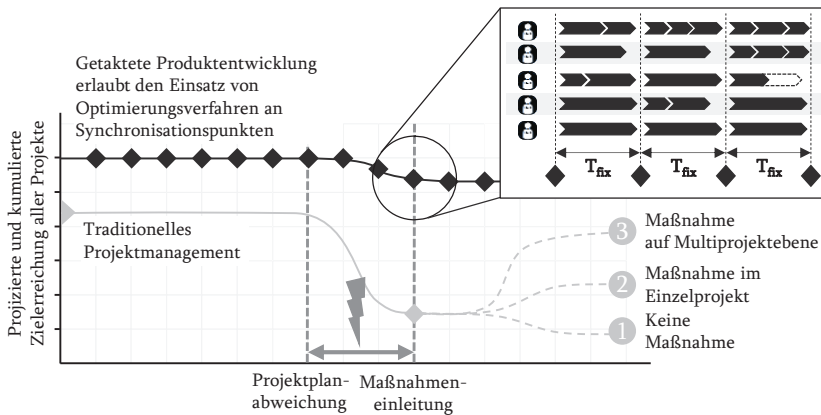 Getaktete Produktentwicklung
erlaubt den Einsatz von
Optimierungsverfahren an
Synchronisationspunkten
T_fix T_fix T_fix
Projizierte und kumulierte
Zielerreichung aller Projekte
Traditionelles
Projektmanagement
3 Maßnahme
auf Multiprojektebene
2 Maßnahme im
Einzelprojekt
1 Keine
Maßnahme
Projektplan-
abweichung
Maßnahmen-
einleitung